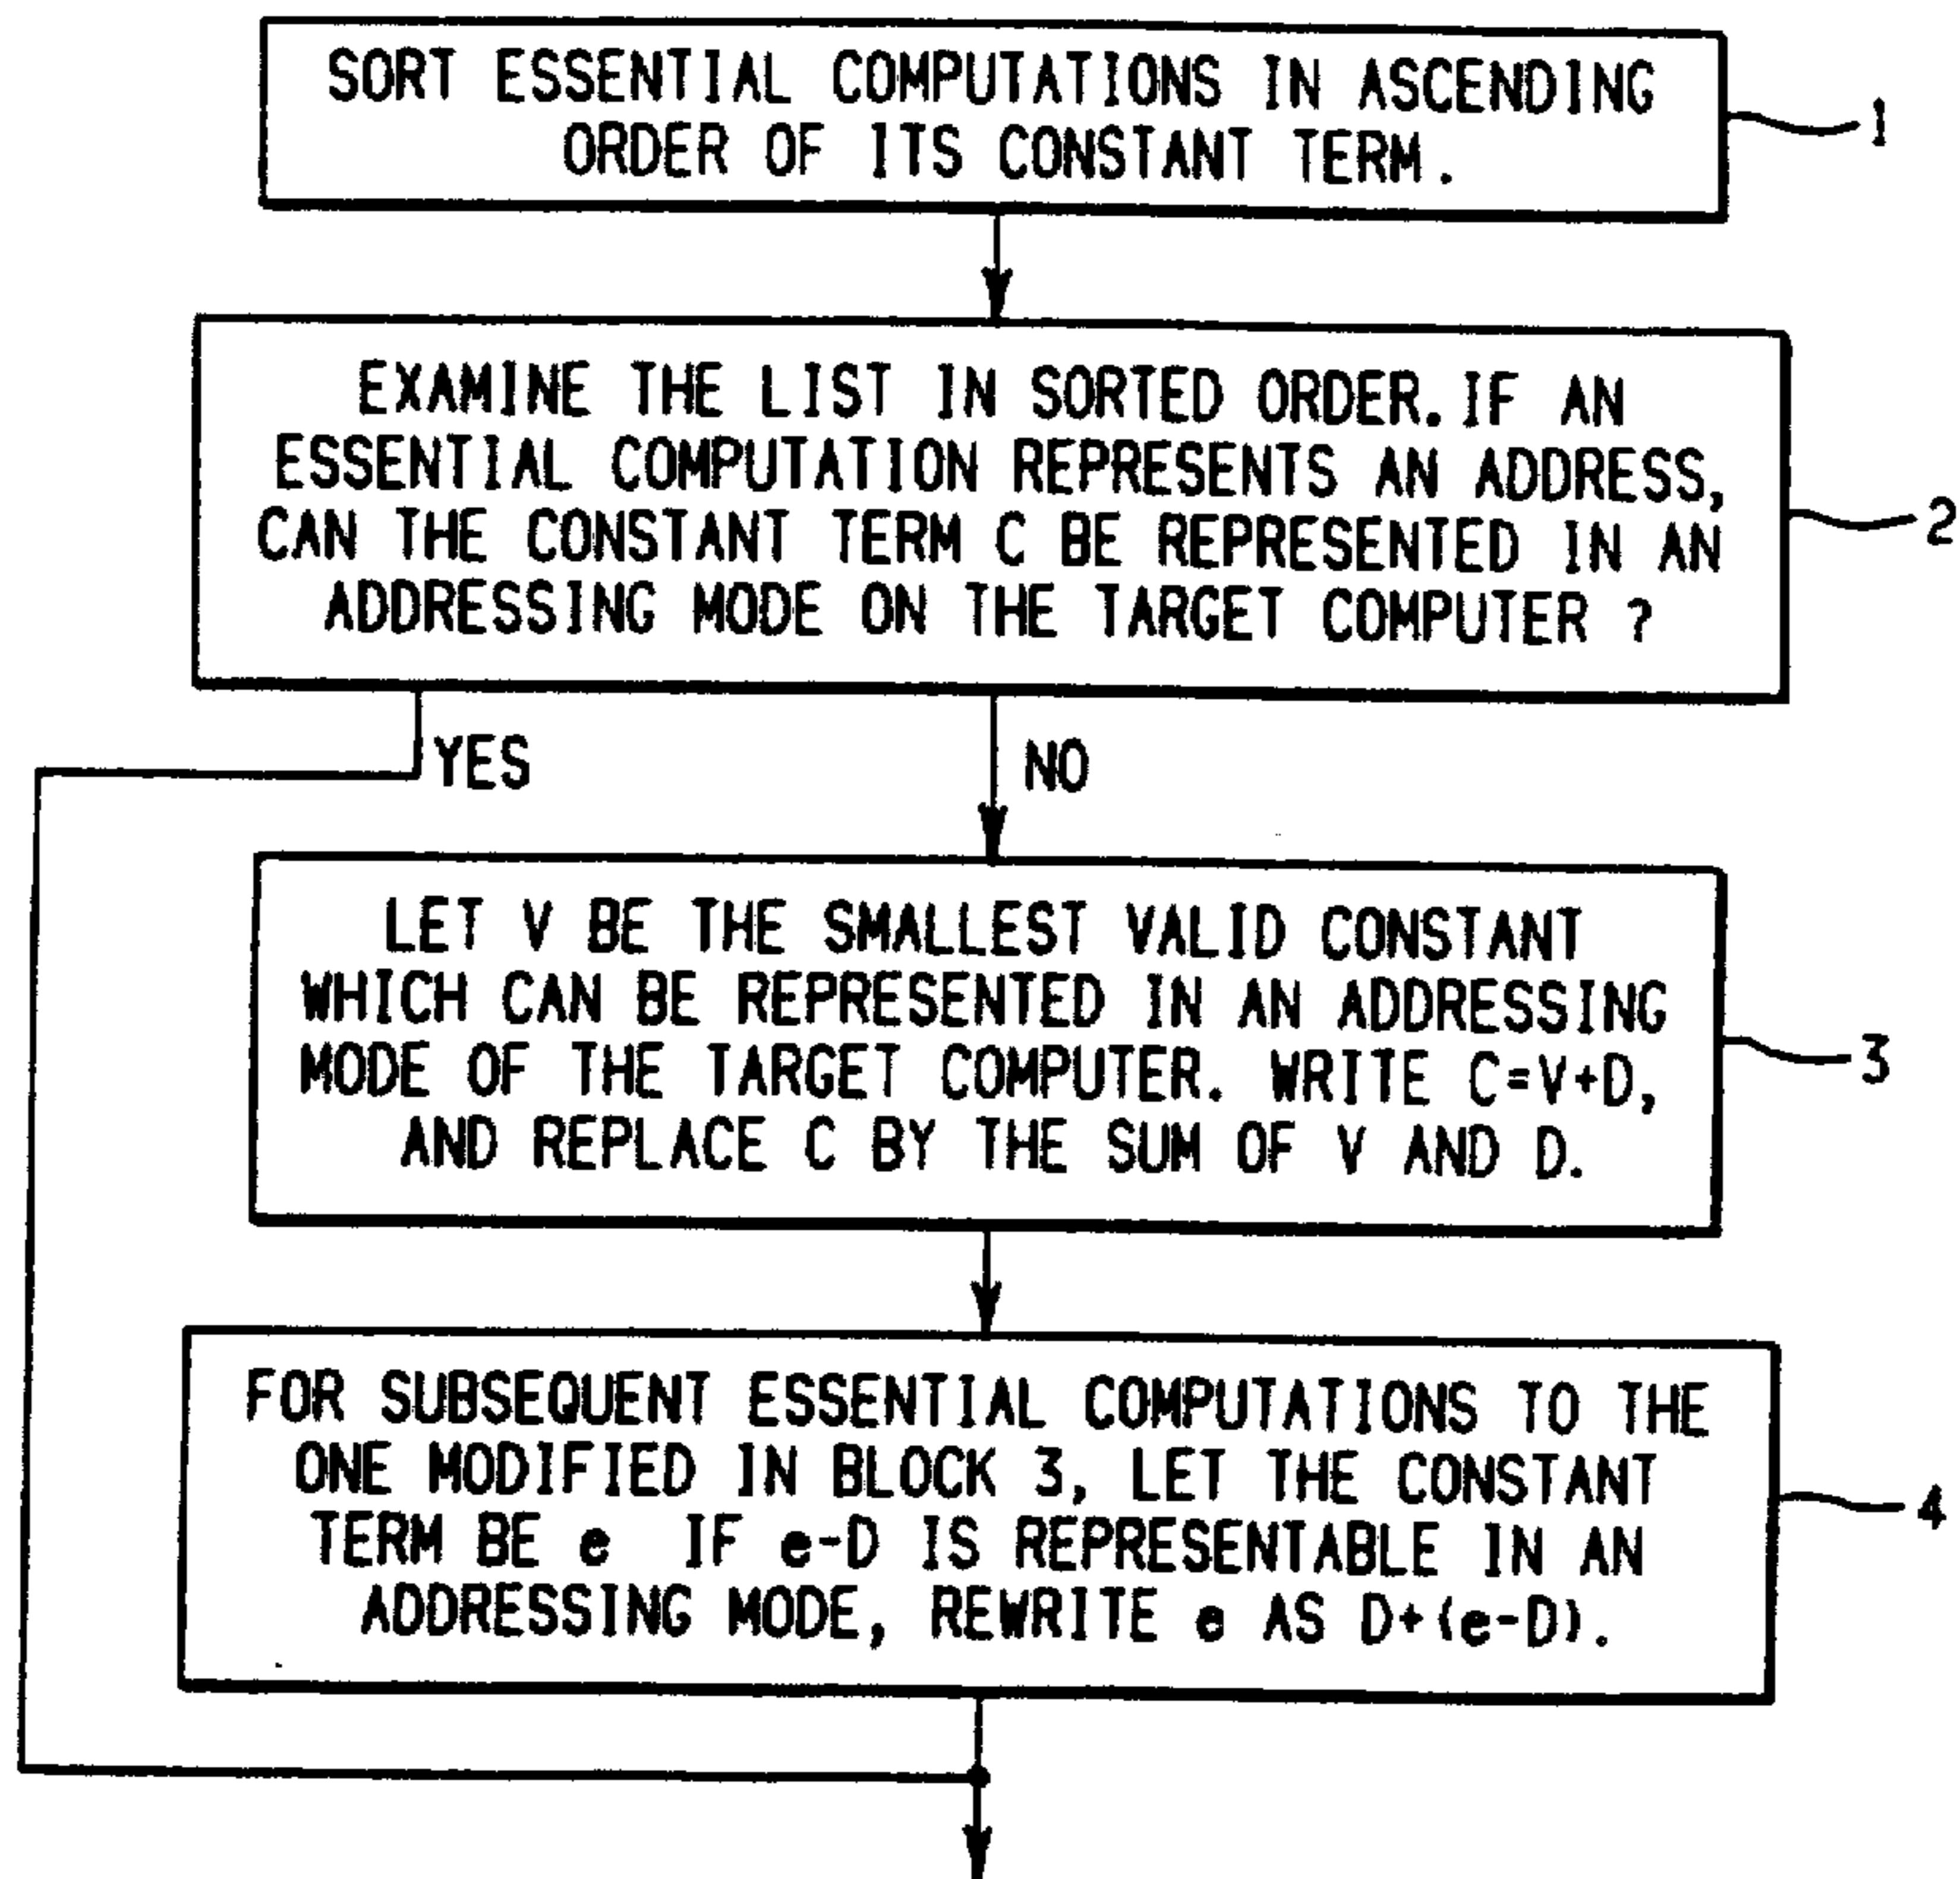 SORT ESSENTIAL COMPUTATIONS IN ASCENDING
ORDER OF ITS CONSTANT TERM.
1
EXAMINE THE LIST IN SORTED ORDER. IF AN
ESSENTIAL COMPUTATION REPRESENTS AN ADDRESS,
CAN THE CONSTANT TERM C BE REPRESENTED IN AN
ADDRESSING MODE ON THE TARGET COMPUTER ?
2
YES
NO
LET V BE THE SMALLEST VALID CONSTANT
WHICH CAN BE REPRESENTED IN AN ADDRESSING
MODE OF THE TARGET COMPUTER. WRITE C=V+D,
AND REPLACE C BY THE SUM OF V AND D.
3
FOR SUBSEQUENT ESSENTIAL COMPUTATIONS TO THE
ONE MODIFIED IN BLOCK 3, LET THE CONSTANT
TERM BE e IF e-D IS REPRESENTABLE IN AN
ADDRESSING MODE, REWRITE e AS D+(e-D).
4